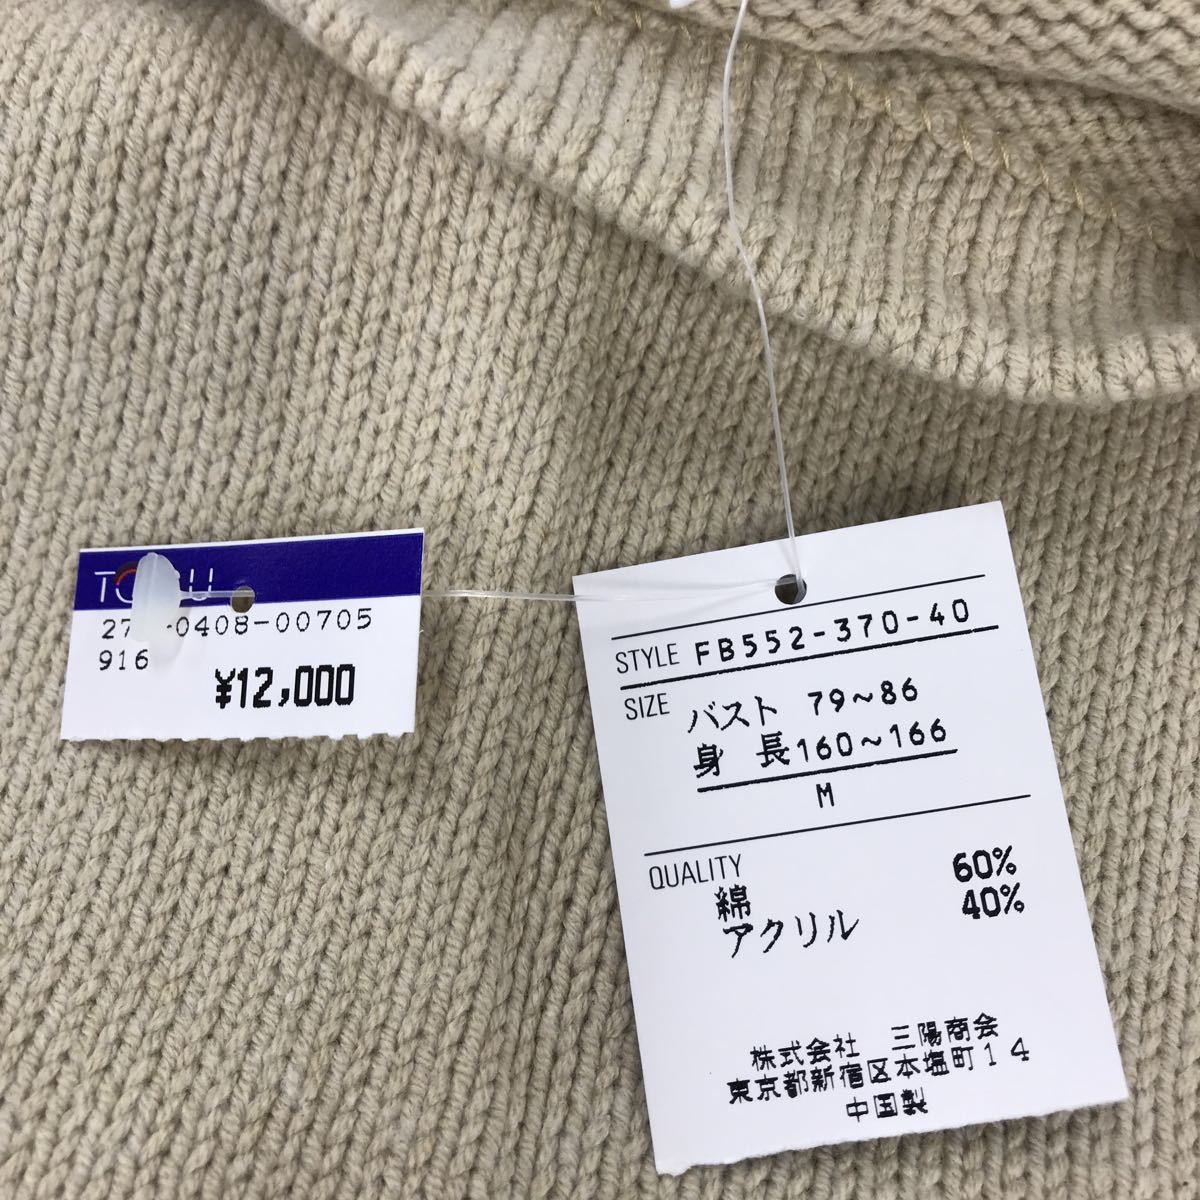 -0408-00705
916
¥12,000
STYLE FB552-370-40
SIZE バスト 79~86
身 長160~166
M
QUALITY
綿 60%
アクリル 40%
株式会社 三陽商会
東京都新宿区本塩町14
中国製